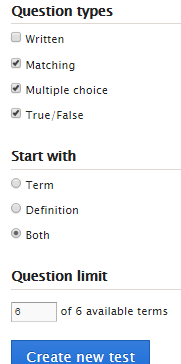 Question types
Written
Matching
Multiple choice
True/False
Start with
Term
Definition
Both
Question limit
6 of 6 available terms
Create new test